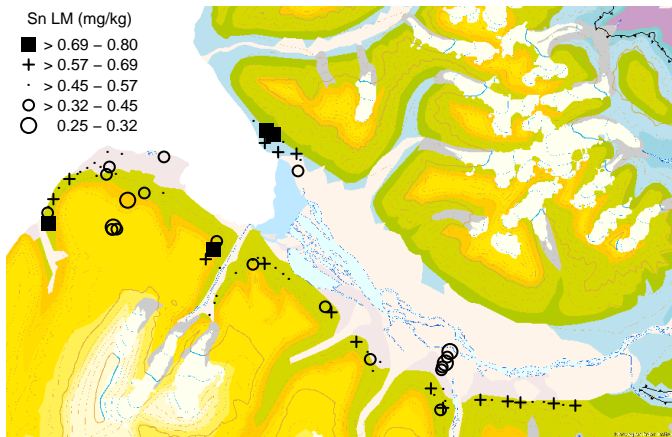 Sn LM (mg/kg)
> 0.69 – 0.80
> 0.57 – 0.69
> 0.45 – 0.57
> 0.32 – 0.45
0.25 – 0.32